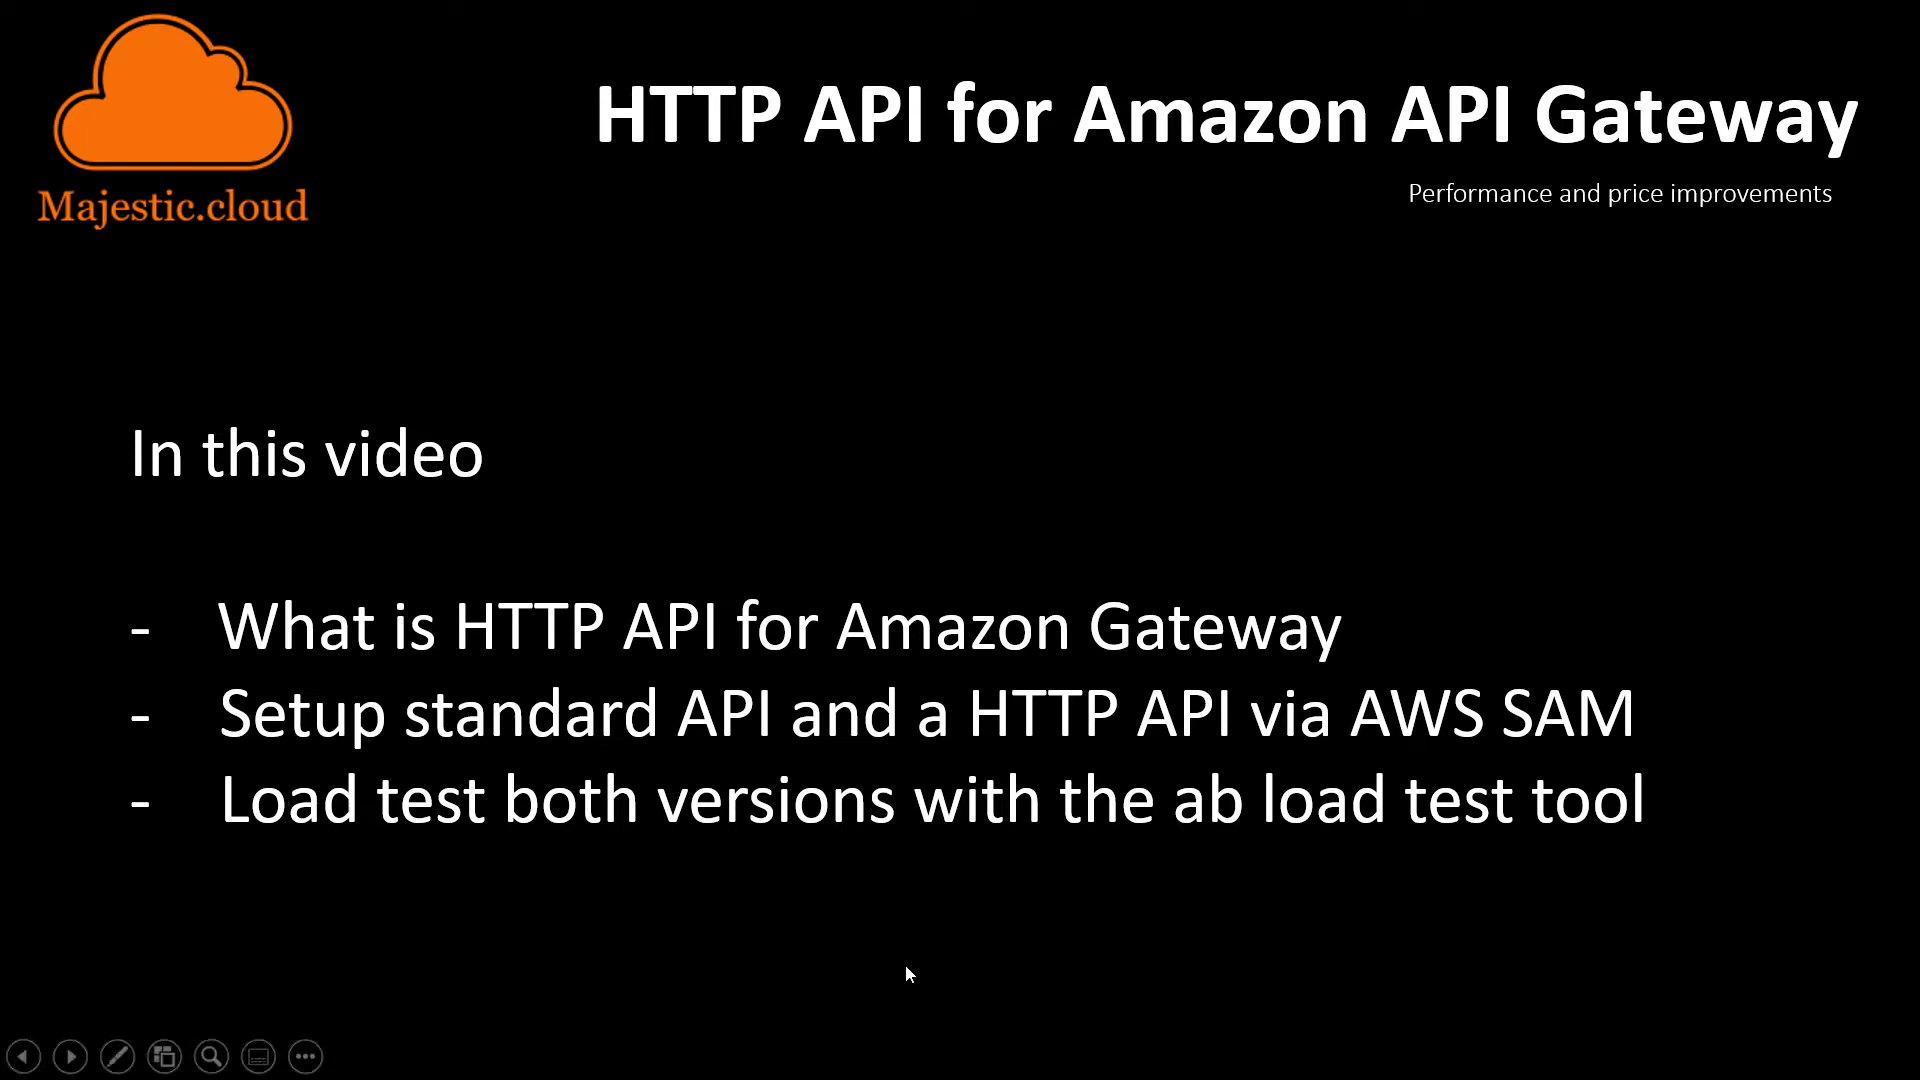 Majestic.cloud
HTTP API for Amazon API Gateway
Performance and price improvements
In this video
- What is HTTP API for Amazon Gateway
- Setup standard API and a HTTP API via AWS SAM
- Load test both versions with the ab load test tool